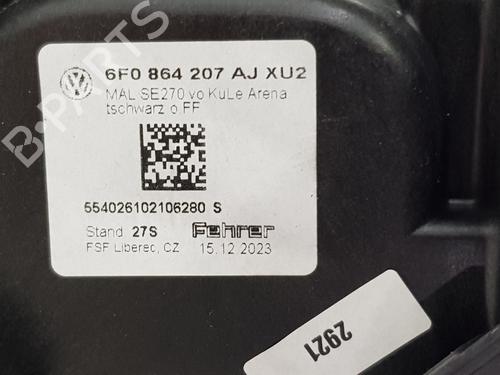 6F0 864 207 AJ XU2
MAL SE270 vo KuLe Arena
tschwarz o FF
554026102106280 S
Stand 27S Fehrer
FSF Liberec, CZ 15.12.2023
2921
B-PARTS